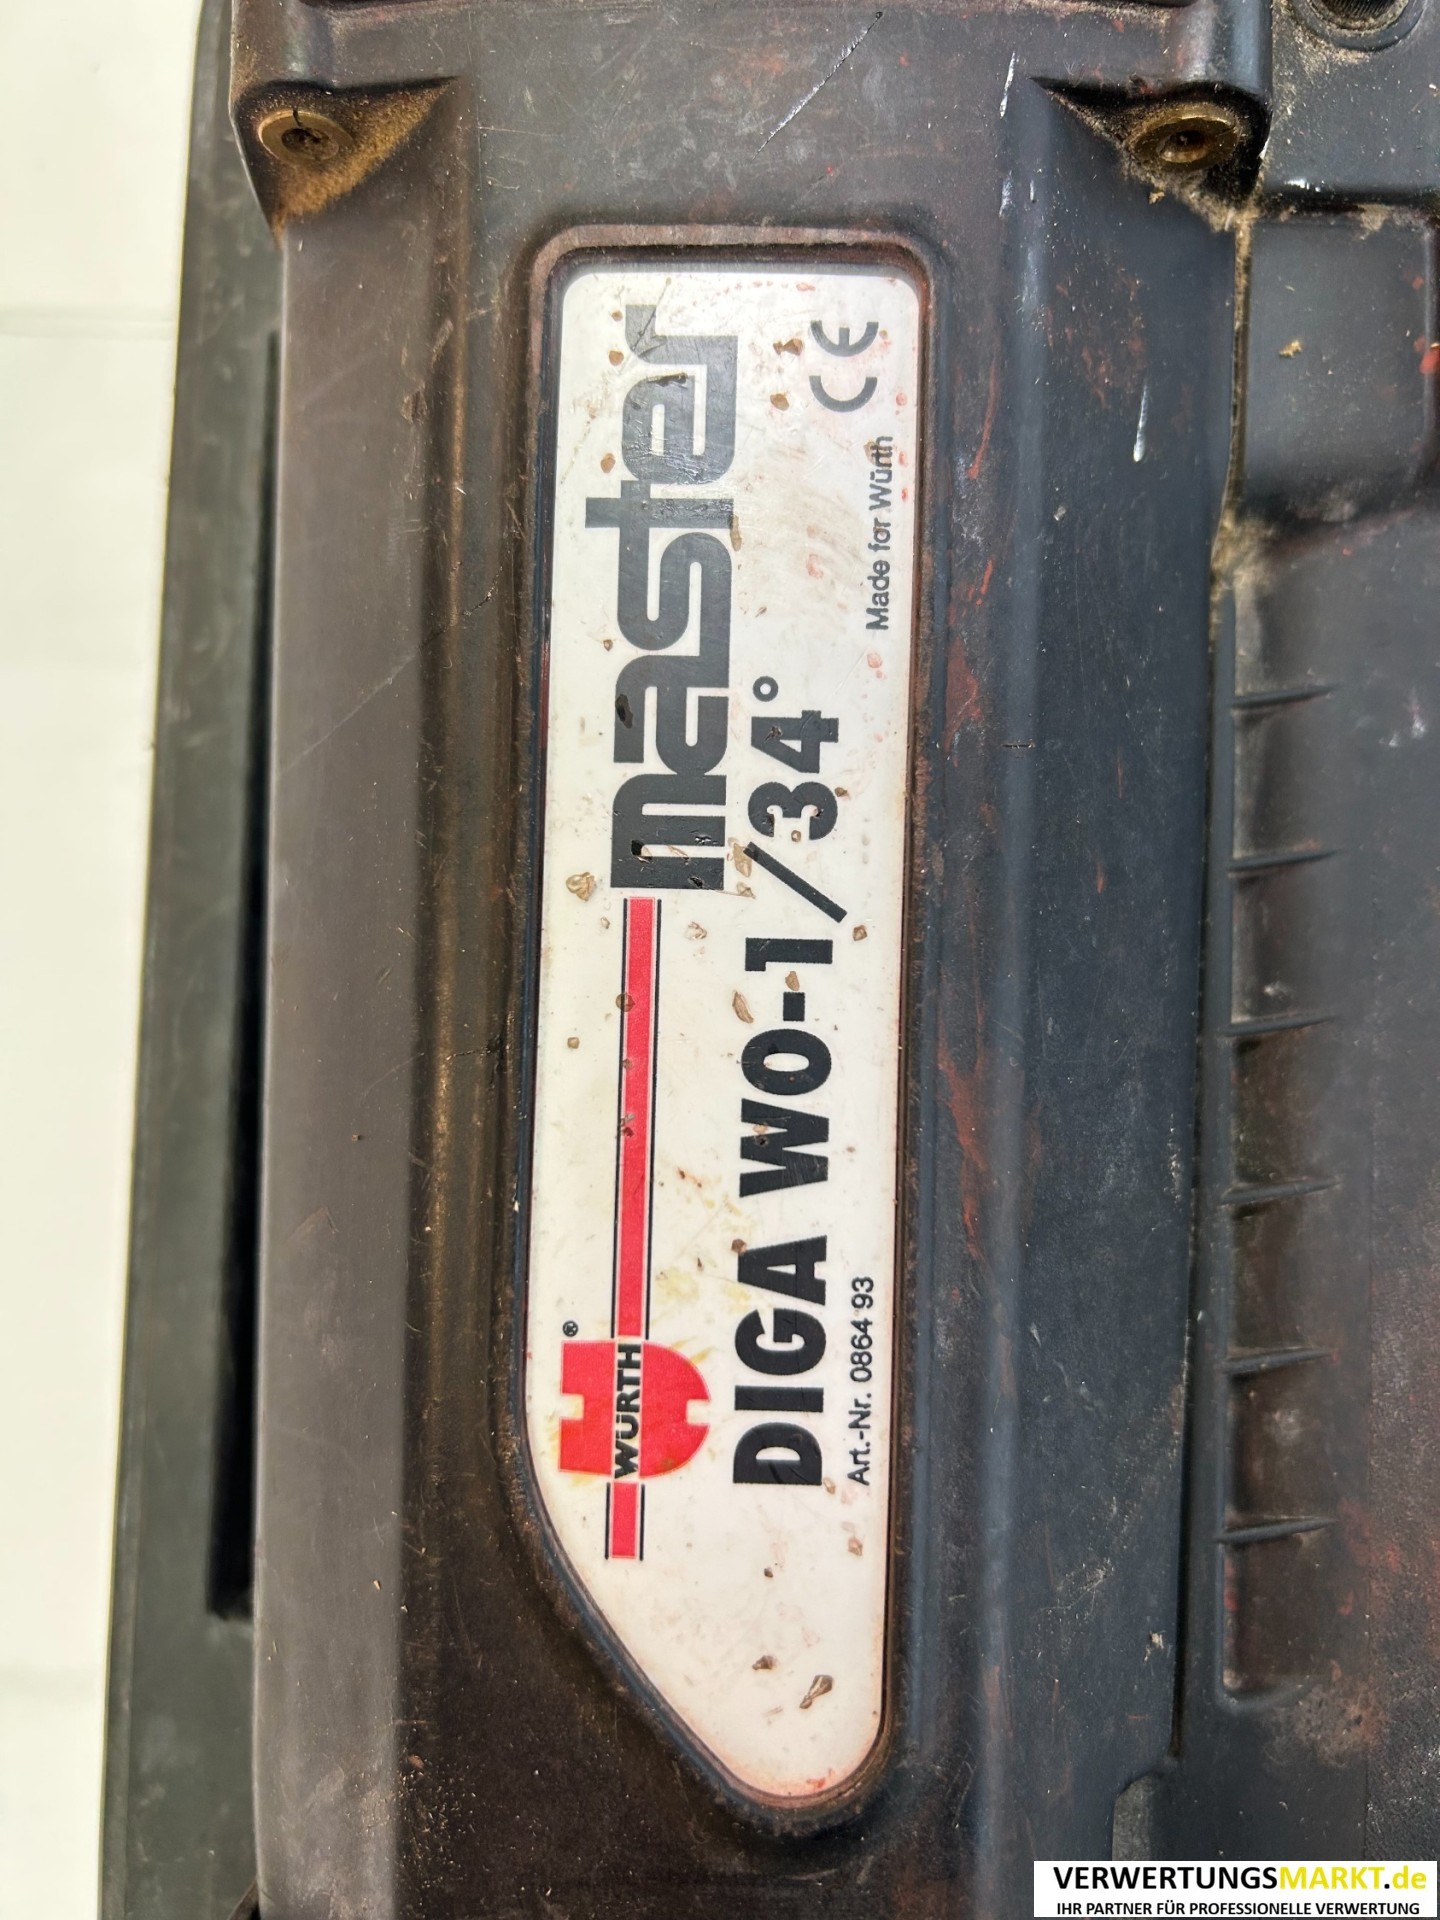 WÜRTH®
master
DIGA WO-1/34°
Art.-Nr. 0864 93
Made for Würth
CE
VERWERTUNGSMARKT.de
IHR PARTNER FÜR PROFESSIONELLE VERWERTUNG